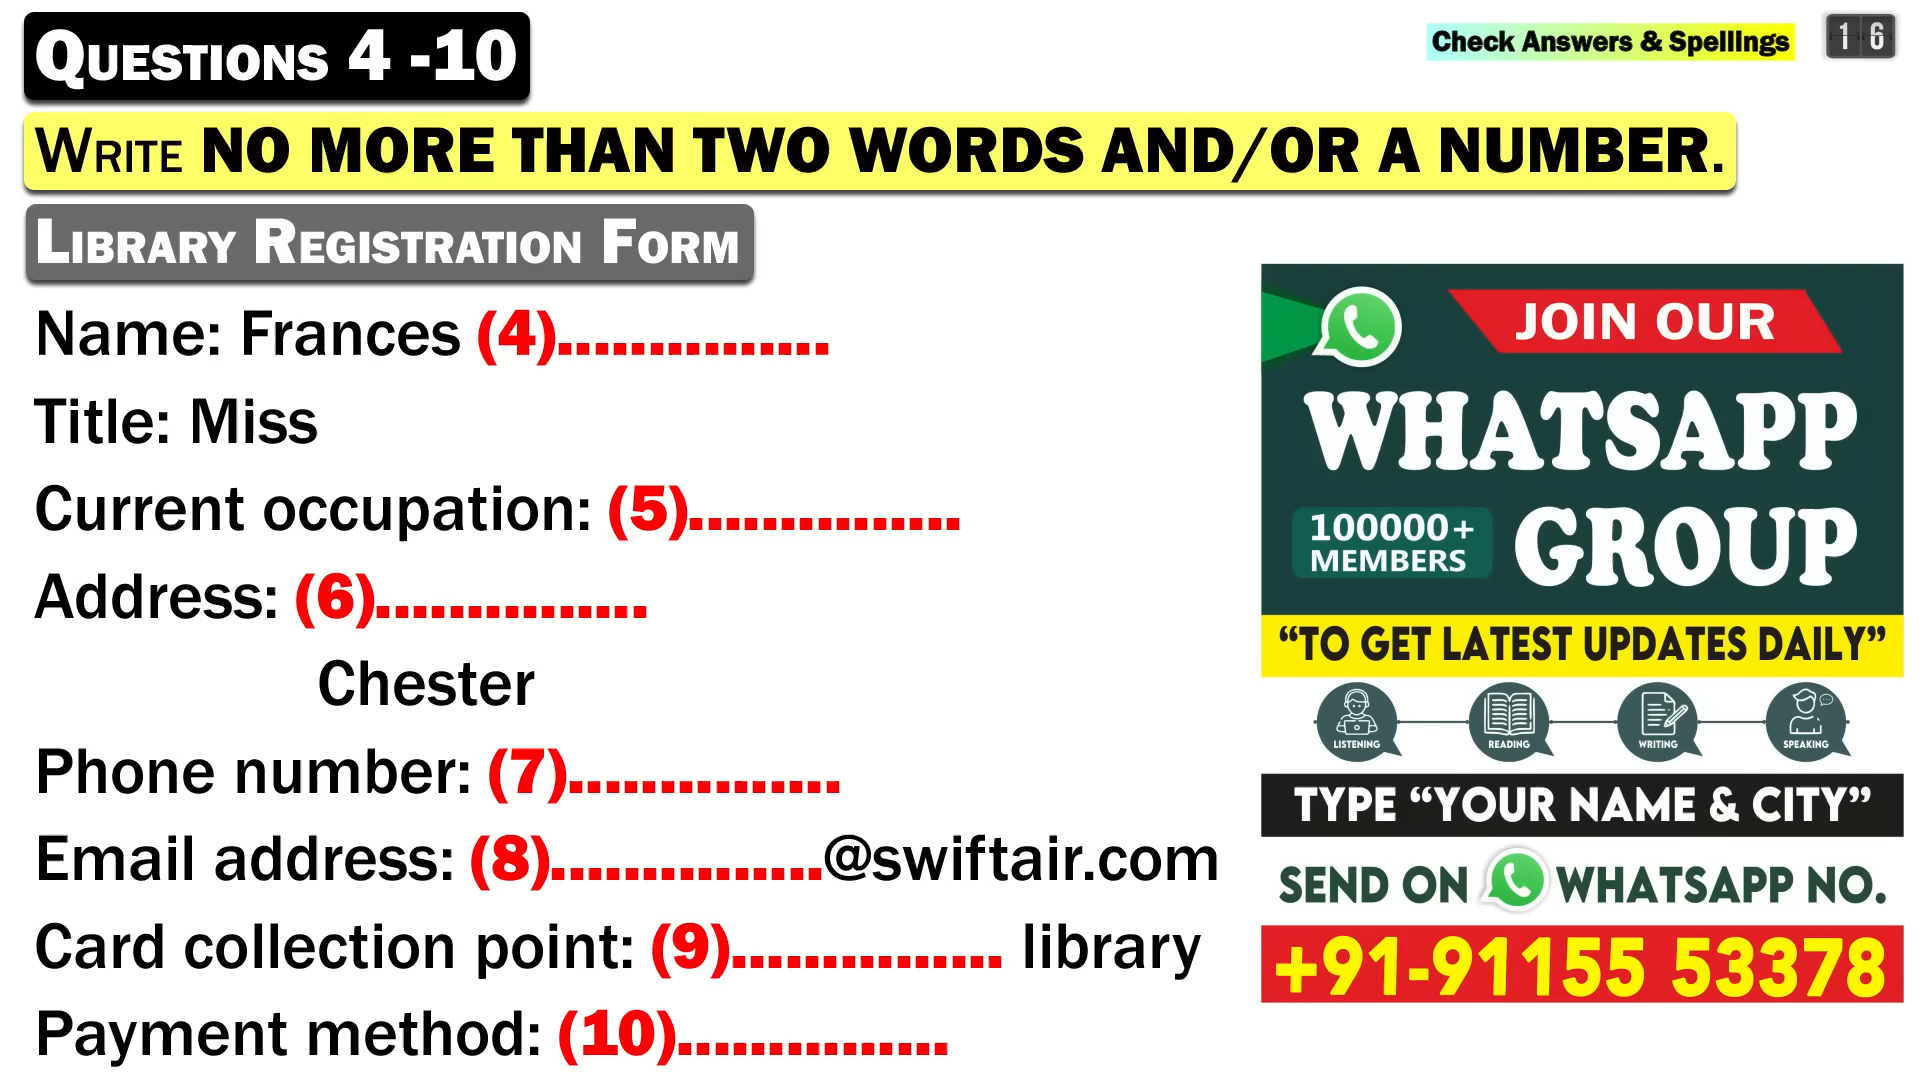 QUESTIONS 4 -10
Check Answers & Spellings
16
WRITE NO MORE THAN TWO WORDS AND/OR A NUMBER.
LIBRARY REGISTRATION FORM
Name: Frances (4)...............
Title: Miss
Current occupation: (5)...............
Address: (6)...............
Chester
Phone number: (7)...............
Email address: (8)...............@swiftair.com
Card collection point: (9)............... library
Payment method: (10)...............
JOIN OUR
WHATSAPP
100000+
MEMBERS
GROUP
“TO GET LATEST UPDATES DAILY”
LISTENING
READING
WRITING
SPEAKING
TYPE “YOUR NAME & CITY”
SEND ON WHATSAPP NO.
+91-91155 53378